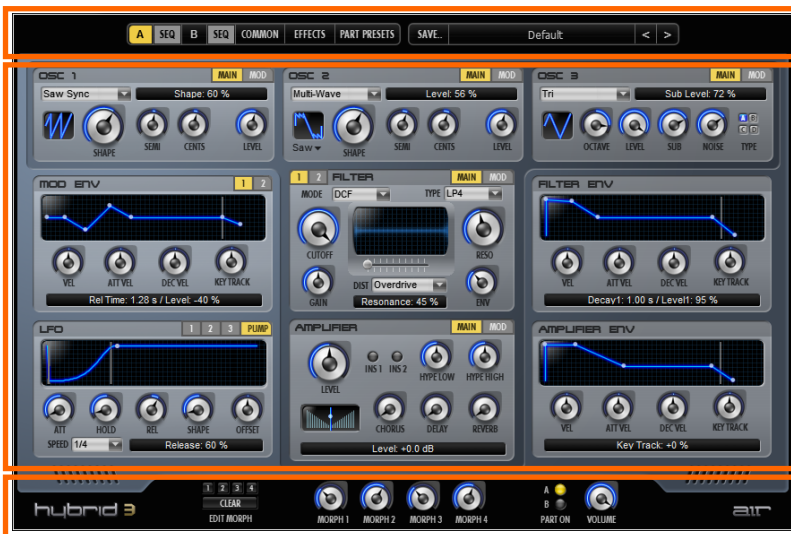 A SEQ B SEQ COMMON EFFECTS PART PRESETS SAVE.. Default < >
OSC 1 MAIN MOD
Saw Sync Shape: 60 %
SHAPE SEMI CENTS LEVEL
OSC 2 MAIN MOD
Multi-Wave Level: 56 %
Saw SHAPE SEMI CENTS LEVEL
OSC 3 MAIN MOD
Tri Sub Level: 72 %
OCTAVE LEVEL SUB NOISE TYPE
A B
C D
MOD ENV 1 2
VEL ATT VEL DEC VEL KEY TRACK
Rel Time: 1.28 s / Level: -40 %
1 2 FILTER MAIN MOD
MODE DCF TYPE LP4
CUTOFF RESO
DIST Overdrive
GAIN Resonance: 45 % ENV
FILTER ENV
VEL ATT VEL DEC VEL KEY TRACK
Decay1: 1.00 s / Level1: 95 %
LFO 1 2 3 PUMP
ATT HOLD REL SHAPE OFFSET
SPEED 1/4 Release: 60 %
AMPLIFIER MAIN MOD
LEVEL INS 1 INS 2 HYPE LOW HYPE HIGH
CHORUS DELAY REVERB
Level: +0.0 dB
AMPLIFIER ENV
VEL ATT VEL DEC VEL KEY TRACK
Key Track: +0 %
hybrid 3
1 2 3 4
CLEAR
EDIT MORPH
MORPH 1 MORPH 2 MORPH 3 MORPH 4
A
B
PART ON VOLUME
AIR